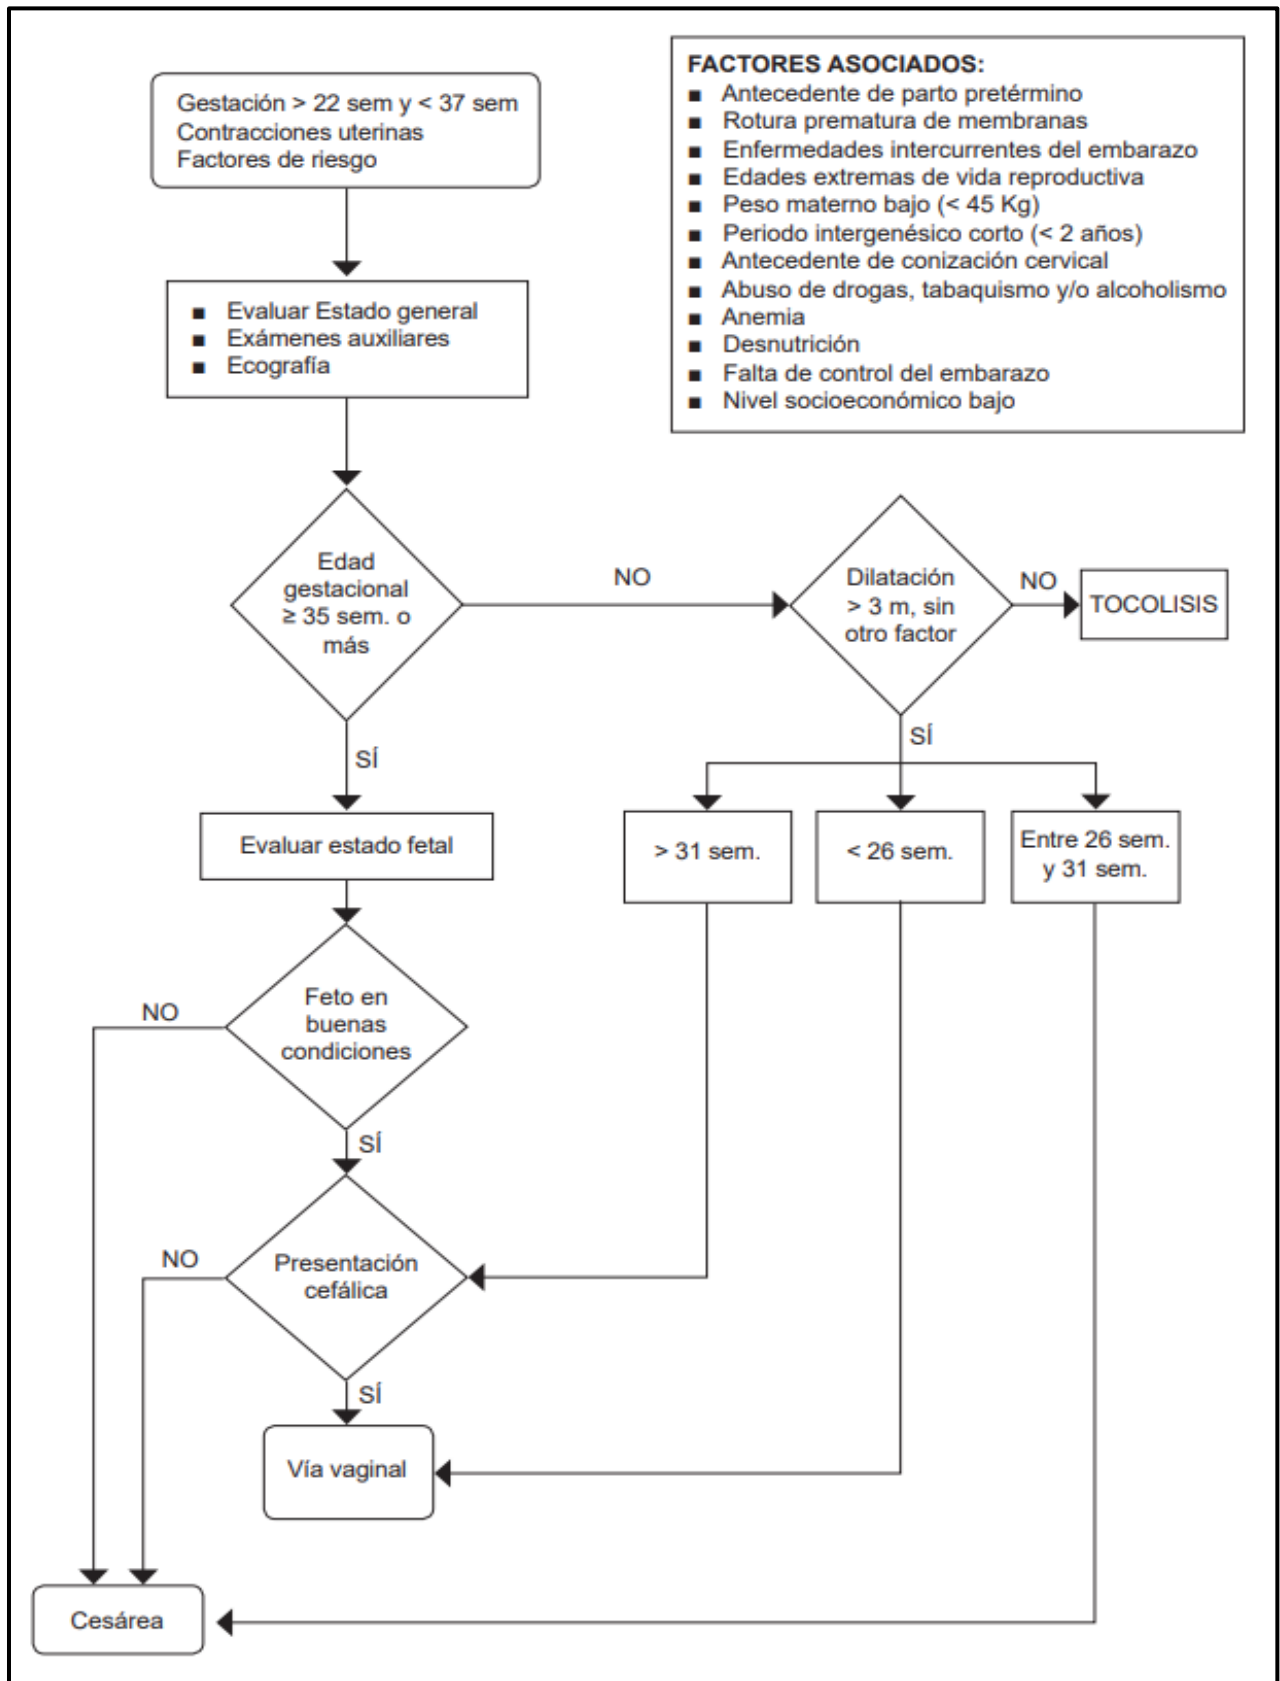 Gestación > 22 sem y < 37 sem
Contracciones uterinas
Factores de riesgo
FACTORES ASOCIADOS:
■ Antecedente de parto pretérmino
■ Rotura prematura de membranas
■ Enfermedades intercurrentes del embarazo
■ Edades extremas de vida reproductiva
■ Peso materno bajo (< 45 Kg)
■ Periodo intergenésico corto (< 2 años)
■ Antecedente de conización cervical
■ Abuso de drogas, tabaquismo y/o alcoholismo
■ Anemia
■ Desnutrición
■ Falta de control del embarazo
■ Nivel socioeconómico bajo
■ Evaluar Estado general
■ Exámenes auxiliares
■ Ecografía
Edad
gestacional
≥ 35 sem. o
más
NO
Dilatación
> 3 m, sin
otro factor
NO
TOCOLISIS
SÍ
SÍ
Evaluar estado fetal
> 31 sem.
< 26 sem.
Entre 26 sem.
y 31 sem.
Feto en
buenas
condiciones
NO
SÍ
Presentación
cefálica
NO
SÍ
Vía vaginal
Cesárea